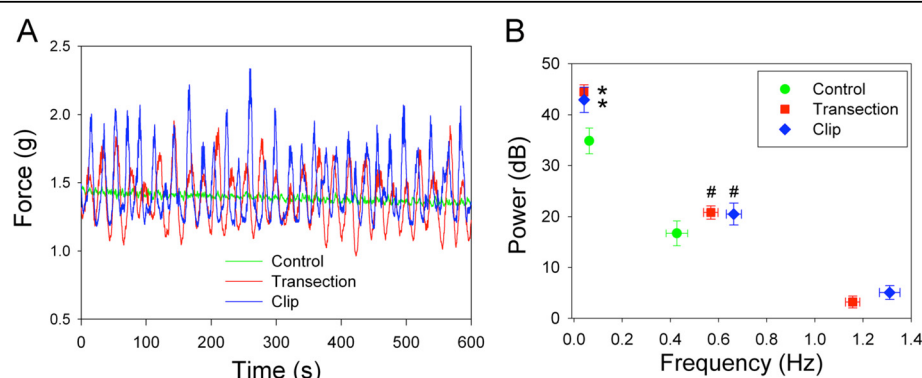 A
Force (g)
2.5
2.0
1.5
1.0
0.5
Control
Transection
Clip
0 100 200 300 400 500 600
Time (s)
B
Power (dB)
50
40
30
20
10
0
Control
Transection
Clip
*
*
# #
0.0 0.2 0.4 0.6 0.8 1.0 1.2 1.4
Frequency (Hz)